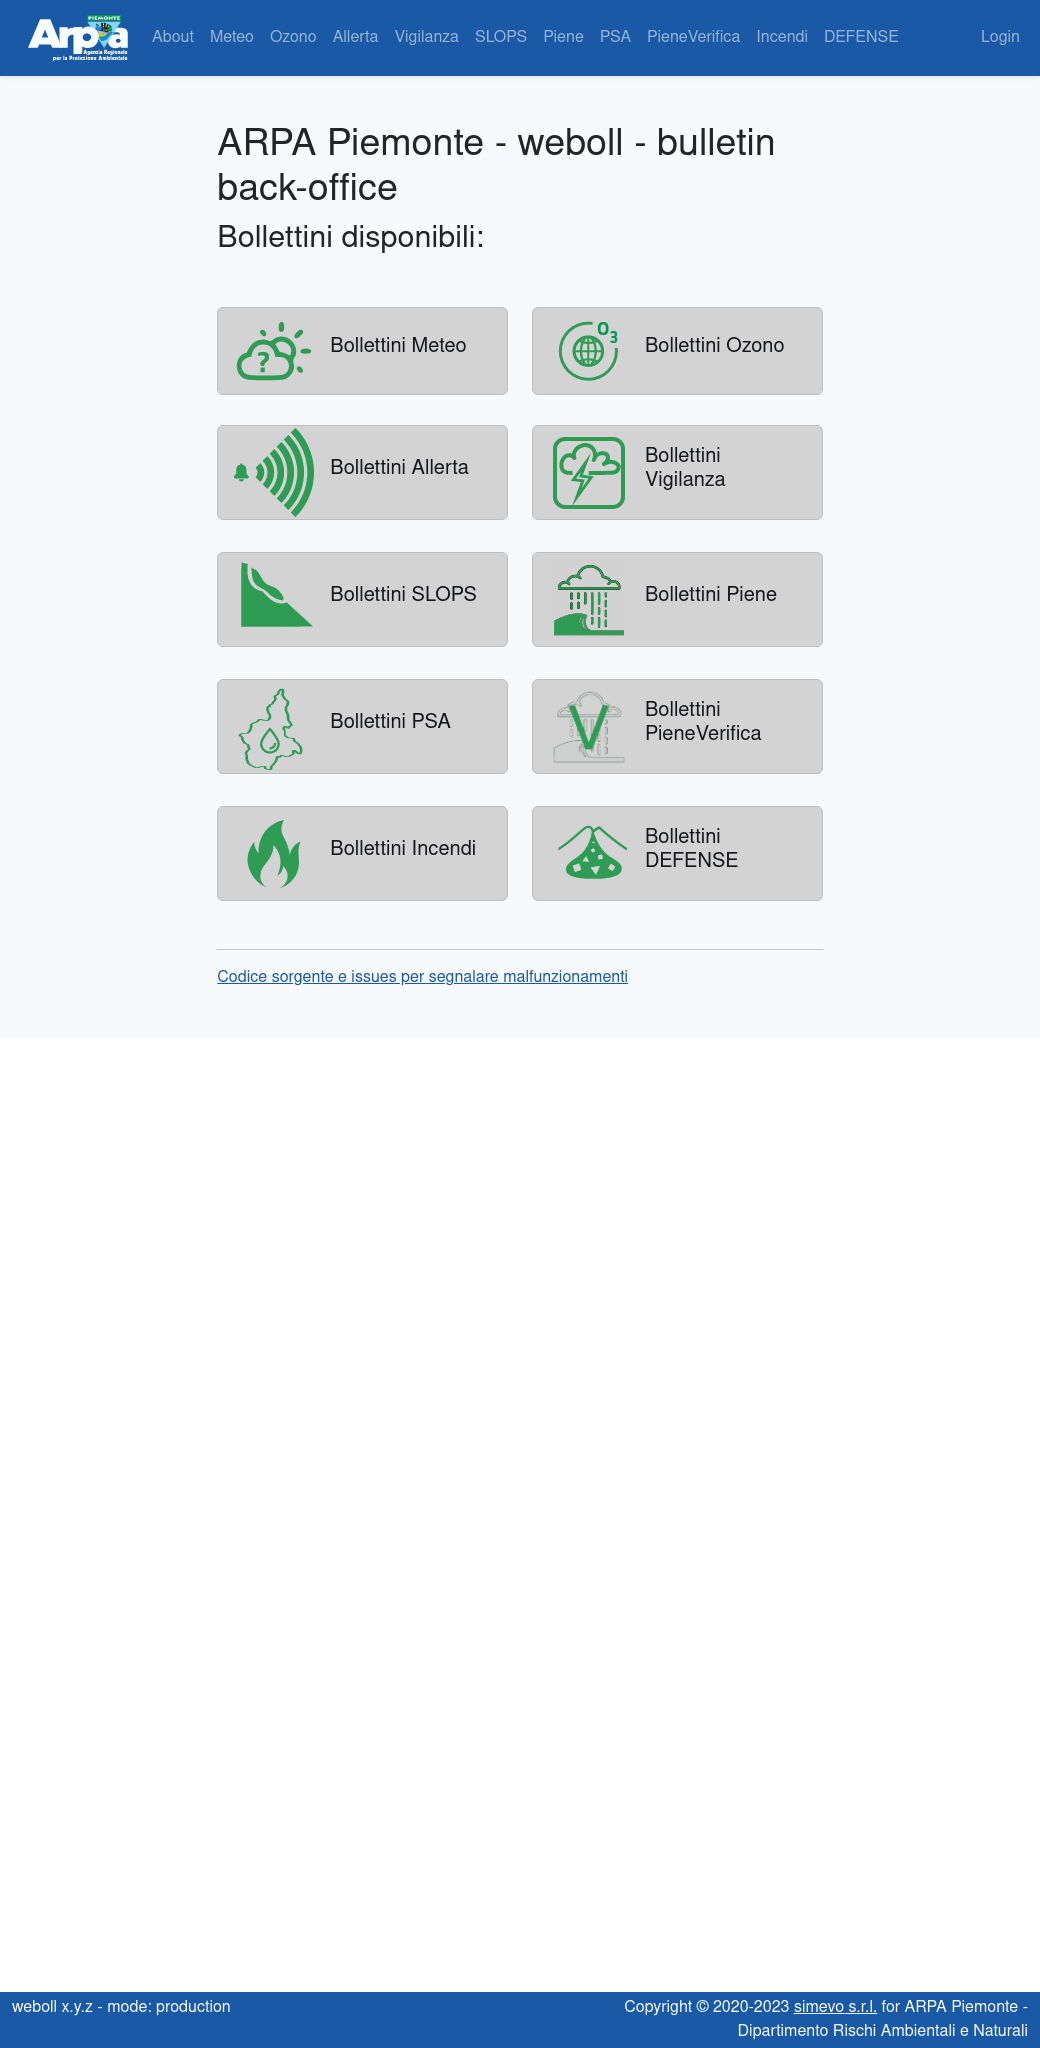 PIEMONTE
Arpa
Agenzia Regionale
per la Protezione Ambientale
About Meteo Ozono Allerta Vigilanza SLOPS Piene PSA PieneVerifica Incendi DEFENSE Login
ARPA Piemonte - weboll - bulletin
back-office
Bollettini disponibili:
?
Bollettini Meteo
O3
Bollettini Ozono
Bollettini Allerta
Bollettini
Vigilanza
Bollettini SLOPS
Bollettini Piene
Bollettini PSA
V
Bollettini
PieneVerifica
Bollettini Incendi
Bollettini
DEFENSE
Codice sorgente e issues per segnalare malfunzionamenti
weboll x.y.z - mode: production
Copyright © 2020-2023 simevo s.r.l. for ARPA Piemonte -
Dipartimento Rischi Ambientali e Naturali